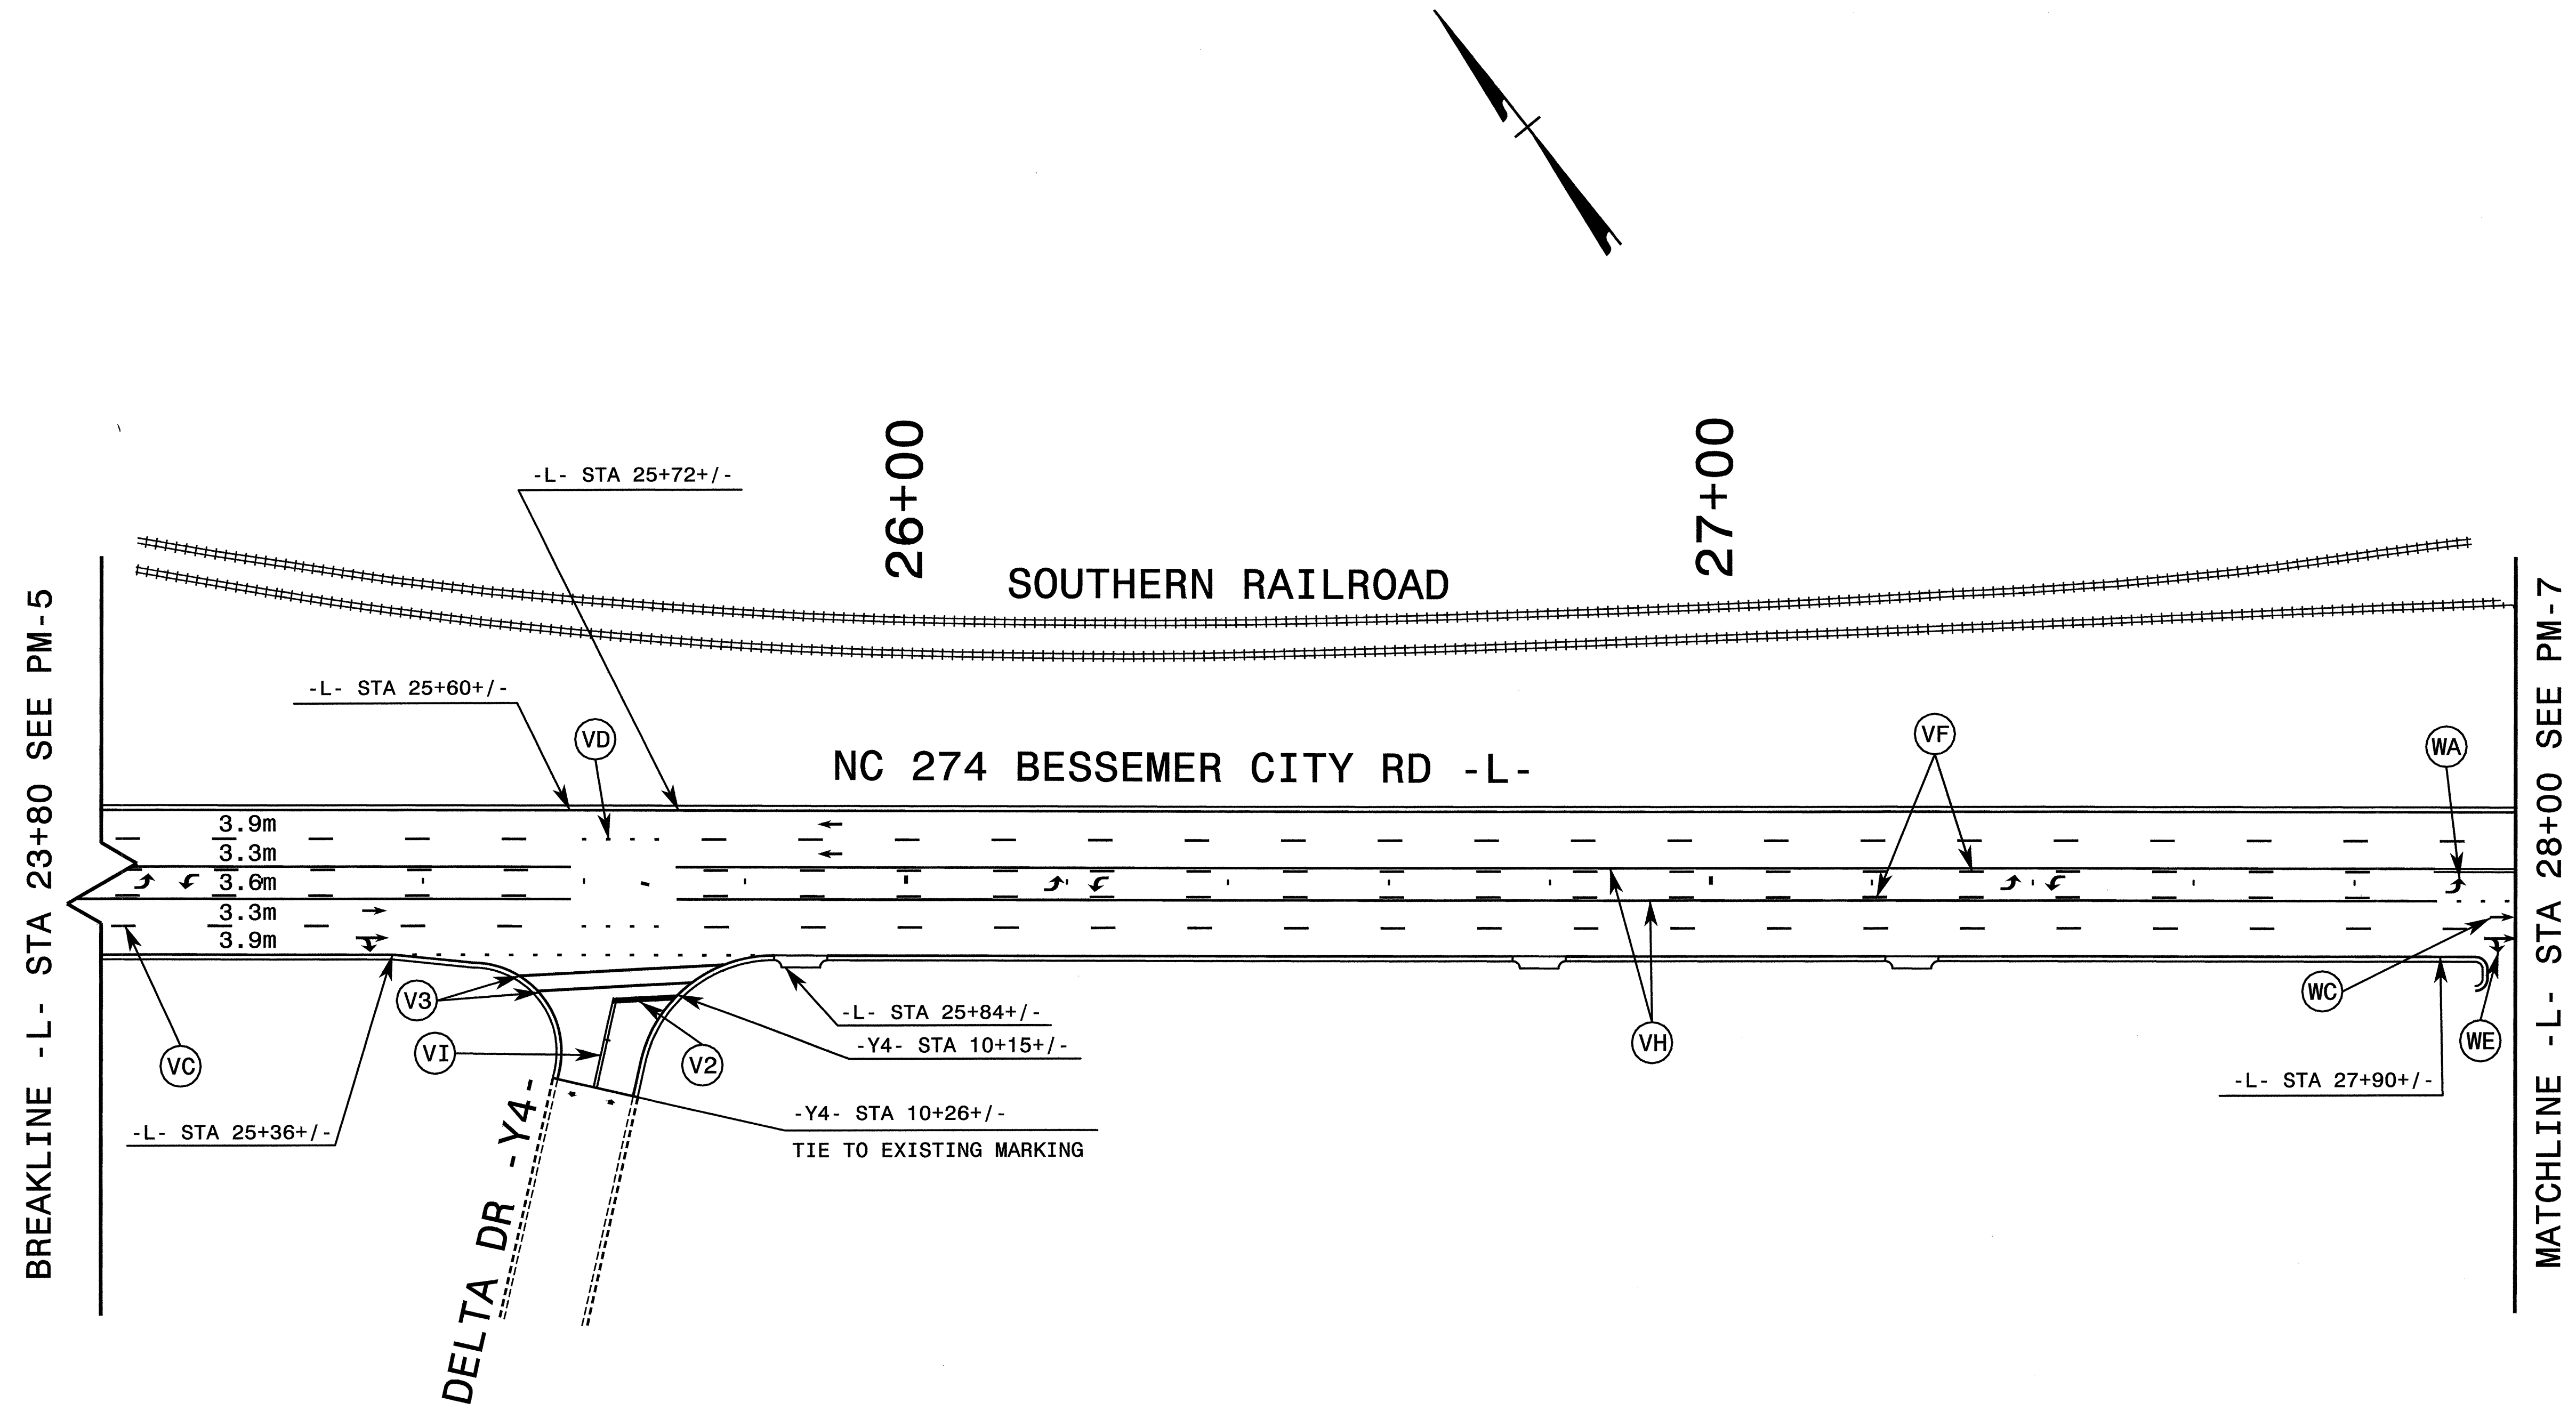 BREAKLINE -L- STA 23+80 SEE PM-5
-L- STA 25+72+/-
26+00
27+00
SOUTHERN RAILROAD
-L- STA 25+60+/-
VD
NC 274 BESSEMER CITY RD -L-
VF
WA
3.9m
3.3m
3.6m
3.3m
3.9m
V3
VI
V2
VC
-L- STA 25+84+/-
-Y4- STA 10+15+/-
VH
WC
WE
-L- STA 27+90+/-
-L- STA 25+36+/-
-Y4- STA 10+26+/-
TIE TO EXISTING MARKING
DELTA DR -Y4-
MATCHLINE -L- STA 28+00 SEE PM-7